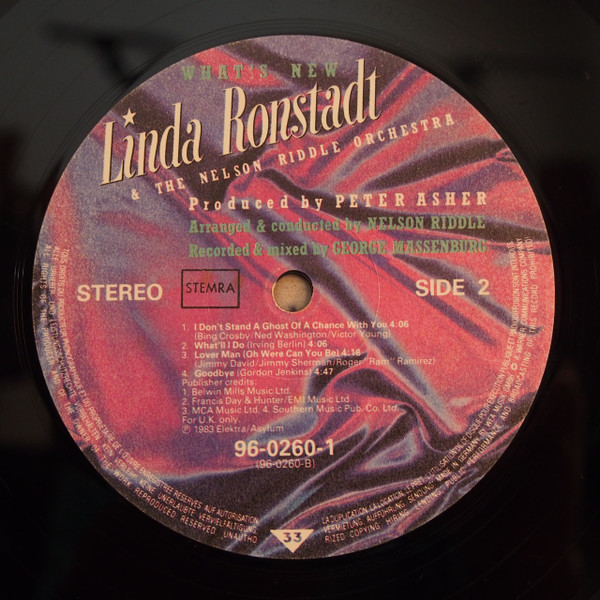 WHAT'S NEW
Linda Ronstadt
& THE NELSON RIDDLE ORCHESTRA
Produced by PETER ASHER
Arranged & conducted by NELSON RIDDLE
Recorded & mixed by GEORGE MASSENBURG
STEREO
STEMRA
SIDE 2
1. I Don't Stand A Ghost Of A Chance With You 4:06
(Bing Crosby/Ned Washington/Victor Young)
2. What'll I Do (Irving Berlin) 4:06
3. Lover Man (Oh Were Can You Be) 4:16
(Jimmy David/Jimmy Sherman/Roger "Ram" Ramirez)
4. Goodbye (Gordon Jenkins) 4:47
Publisher credits:
1. Belwin Mills Music Ltd.
2. Francis Day & Hunter/EMI Music Ltd.
3. MCA Music Ltd. 4. Southern Music Pub. Co. Ltd.
For U.K. only.
℗ 1983 Elektra/Asylum
96-0260-1
(96-0260-B)
33